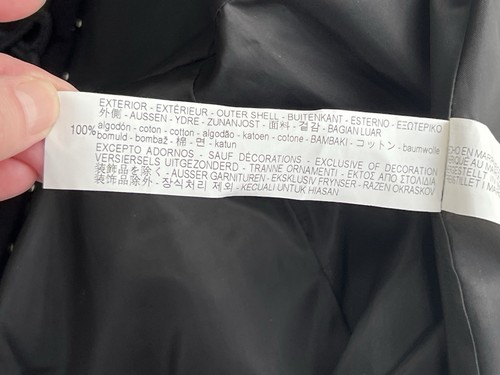 EXTERIOR - EXTÉRIEUR - OUTER SHELL - BUITENKANT - ESTERNO - ΕΞΩΤΕΡΙΚΟ
外側 - AUSSEN - YDRE - ZUNANJOST - 面料 - 겉감 - BAGIAN LUAR
100% algodón - coton - cotton - algodão - katoen - cotone - ΒΑΜΒΑΚΙ - コットン - baumwolle
bomuld - bombaž - 棉 - 면 - katun
EXCEPTO ADORNOS - SAUF DÉCORATIONS - EXCLUSIVE OF DECORATION
VERSIERSELS UITGEZONDERD - TRANNE ORNAMENTI - ΕΚΤΟΣ ΑΠΟ ΣΤΟΛΙΔΙΑ
装飾品を除く - AUSSER GARNITUREN - EKSKLUSIV FRYNSER - RAZEN OKRASKOV
装饰品除外 - 장식처리 제외 - KECUALI UNTUK HIASAN